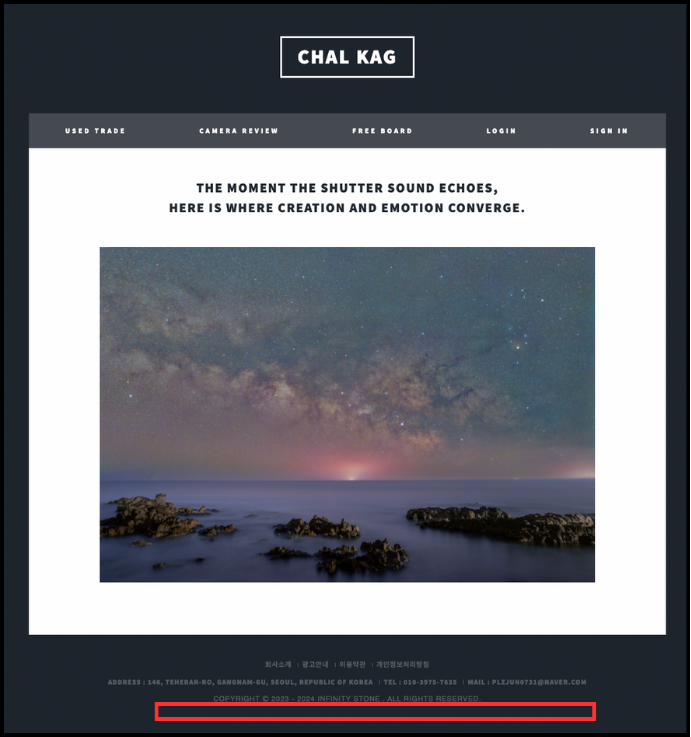 CHAL KAG
USED TRADE CAMERA REVIEW FREE BOARD LOGIN SIGN IN
THE MOMENT THE SHUTTER SOUND ECHOES,
HERE IS WHERE CREATION AND EMOTION CONVERGE.
회사소개 | 광고안내 | 이용약관 | 개인정보처리방침
ADDRESS : 146, TEHERAN-RO, GANGNAM-GU, SEOUL, REPUBLIC OF KOREA | TEL : 010-3975-7635 | MAIL : PLZJUN0731@NAVER.COM
COPYRIGHT © 2023 - 2024 INFINITY STONE . ALL RIGHTS RESERVED.